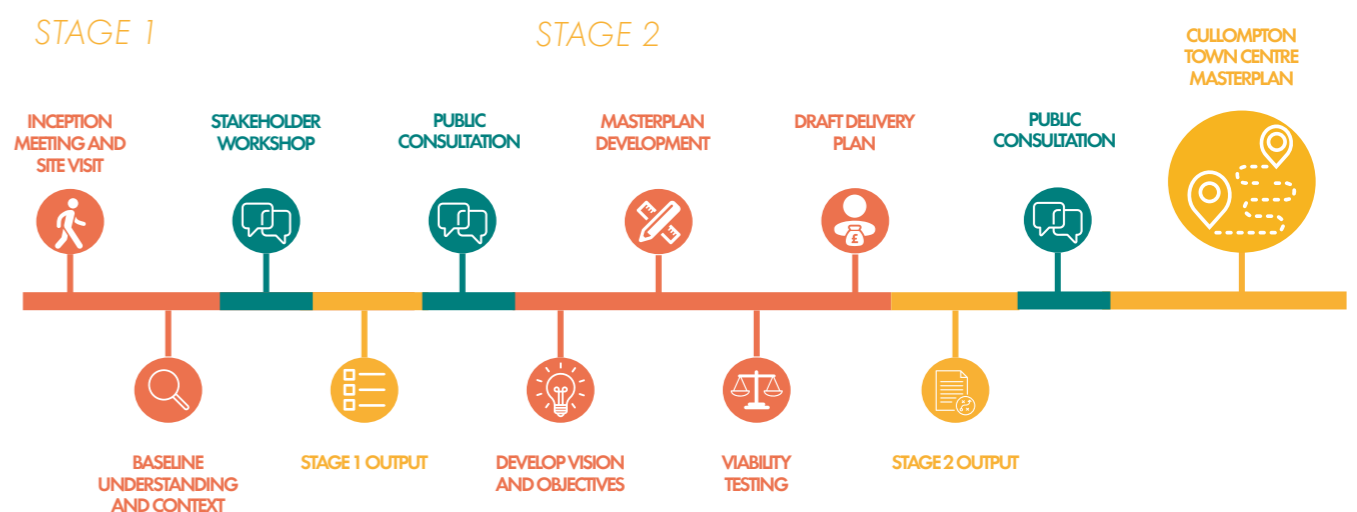 STAGE 1
STAGE 2
CULLOMPTON
TOWN CENTRE
MASTERPLAN
INCEPTION
MEETING AND
SITE VISIT
STAKEHOLDER
WORKSHOP
PUBLIC
CONSULTATION
MASTERPLAN
DEVELOPMENT
DRAFT DELIVERY
PLAN
PUBLIC
CONSULTATION
£
BASELINE
UNDERSTANDING
AND CONTEXT
STAGE 1 OUTPUT
DEVELOP VISION
AND OBJECTIVES
VIABILITY
TESTING
STAGE 2 OUTPUT